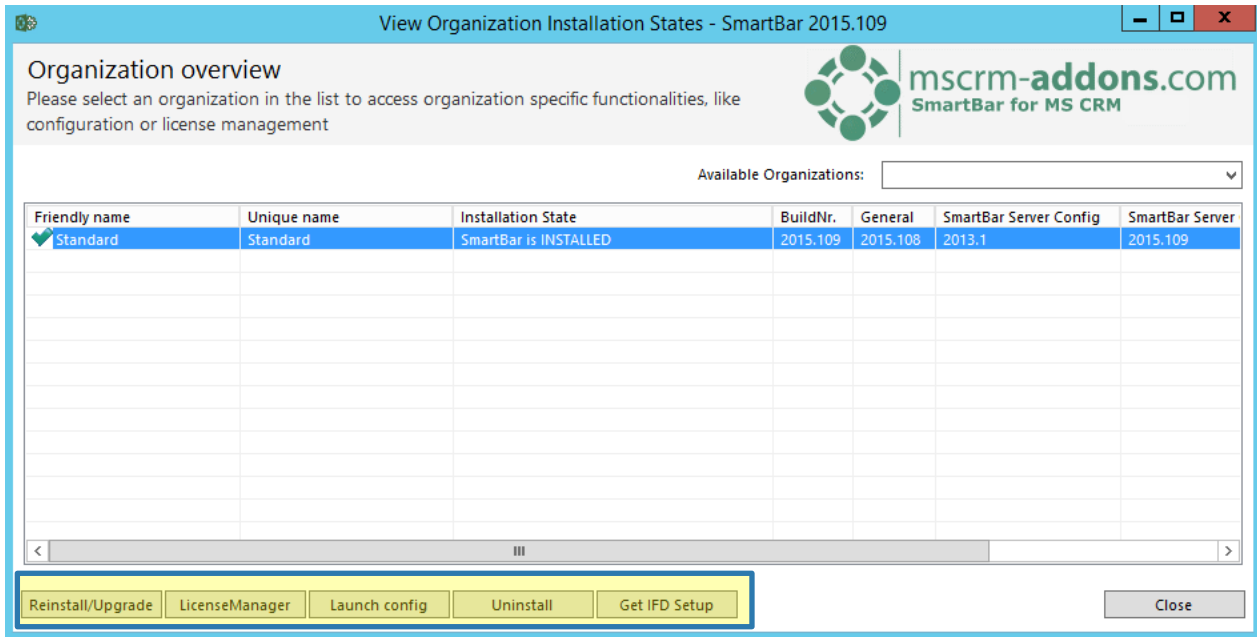 View Organization Installation States - SmartBar 2015.109
Organization overview
Please select an organization in the list to access organization specific functionalities, like
configuration or license management
mscrm-addons.com
SmartBar for MS CRM
Available Organizations:
Friendly name Unique name Installation State BuildNr. General SmartBar Server Config SmartBar Server
Standard Standard SmartBar is INSTALLED 2015.109 2015.108 2013.1 2015.109
Reinstall/Upgrade LicenseManager Launch config Uninstall Get IFD Setup Close